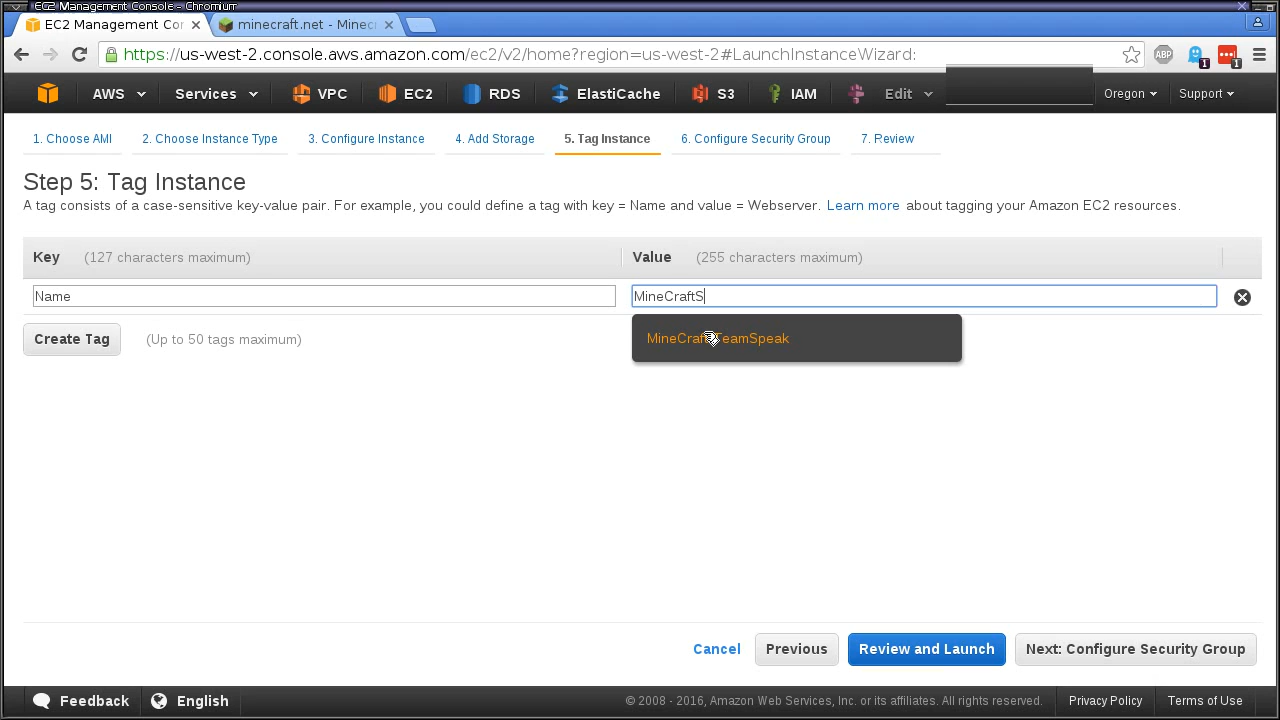 EC2 Management Console - Chromium
EC2 Management Con
minecraft.net - Minec
https://us-west-2.console.aws.amazon.com/ec2/v2/home?region=us-west-2#LaunchInstanceWizard:
ABP
1
1
AWS
Services
VPC
EC2
RDS
ElastiCache
S3
IAM
Edit
Oregon
Support
1. Choose AMI
2. Choose Instance Type
3. Configure Instance
4. Add Storage
5. Tag Instance
6. Configure Security Group
7. Review
Step 5: Tag Instance
A tag consists of a case-sensitive key-value pair. For example, you could define a tag with key = Name and value = Webserver. Learn more about tagging your Amazon EC2 resources.
Key (127 characters maximum)
Value (255 characters maximum)
Name
MineCraftS
Create Tag
(Up to 50 tags maximum)
Cancel
Previous
Review and Launch
Next: Configure Security Group
Feedback
English
© 2008 - 2016, Amazon Web Services, Inc. or its affiliates. All rights reserved.
Privacy Policy
Terms of Use